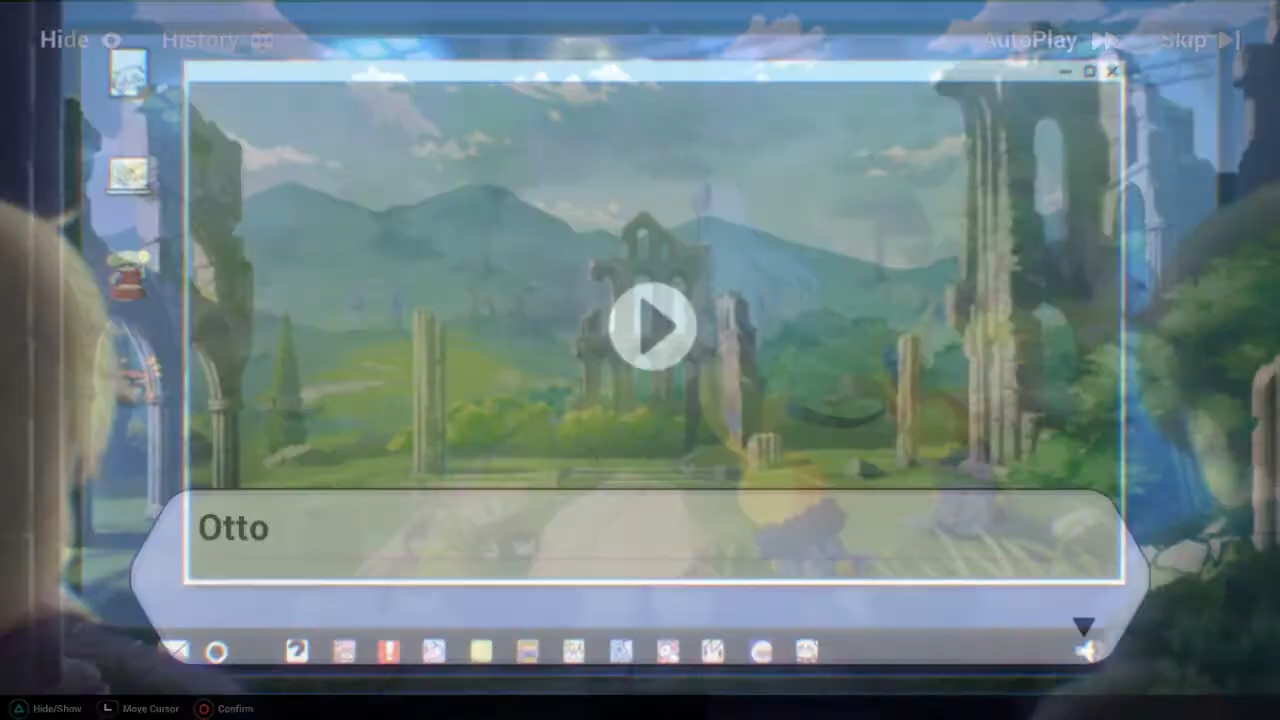 Hide
History
AutoPlay
Skip
Otto
Hide/Show
Move Cursor
Confirm